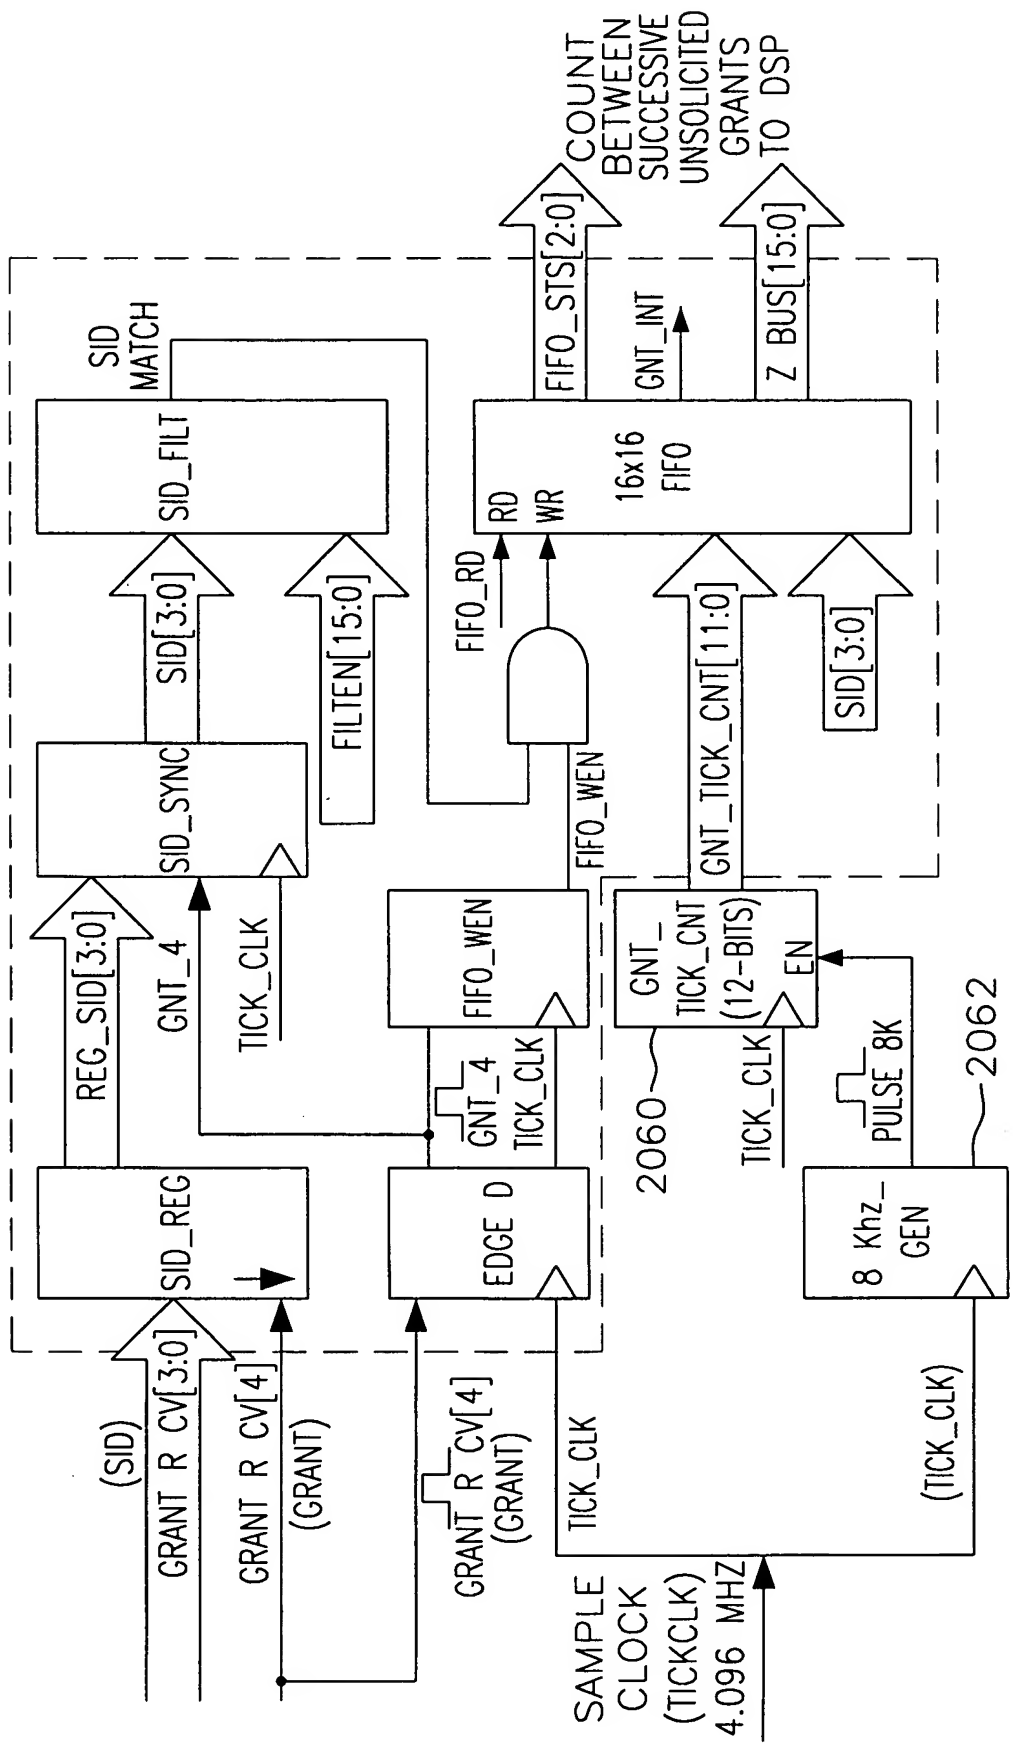 (SID)
GRANT R CV[3:0]
GRANT R CV[4]
(GRANT)
GRANT R CV[4]
(GRANT)
SAMPLE
CLOCK
(TICKCLK)
4.096 MHZ
TICK_CLK
(TICK_CLK)
SID_REG
EDGE D
8 Khz_
GEN
2062
REG_SID[3:0]
GNT_4
TICK_CLK
GNT_4
TICK_CLK
2060
TICK_CLK
PULSE 8K
SID_SYNC
FIFO_WEN
GNT_
TICK_CNT
(12-BITS)
EN
SID[3:0]
FILTEN[15:0]
FIFO_WEN
GNT_TICK_CNT[11:0]
SID[3:0]
FIFO_RD
SID_FILT
RD
WR
16x16
FIFO
SID
MATCH
FIFO_STS[2:0]
GNT_INT
Z BUS[15:0]
COUNT
BETWEEN
SUCCESSIVE
UNSOLICITED
GRANTS
TO DSP